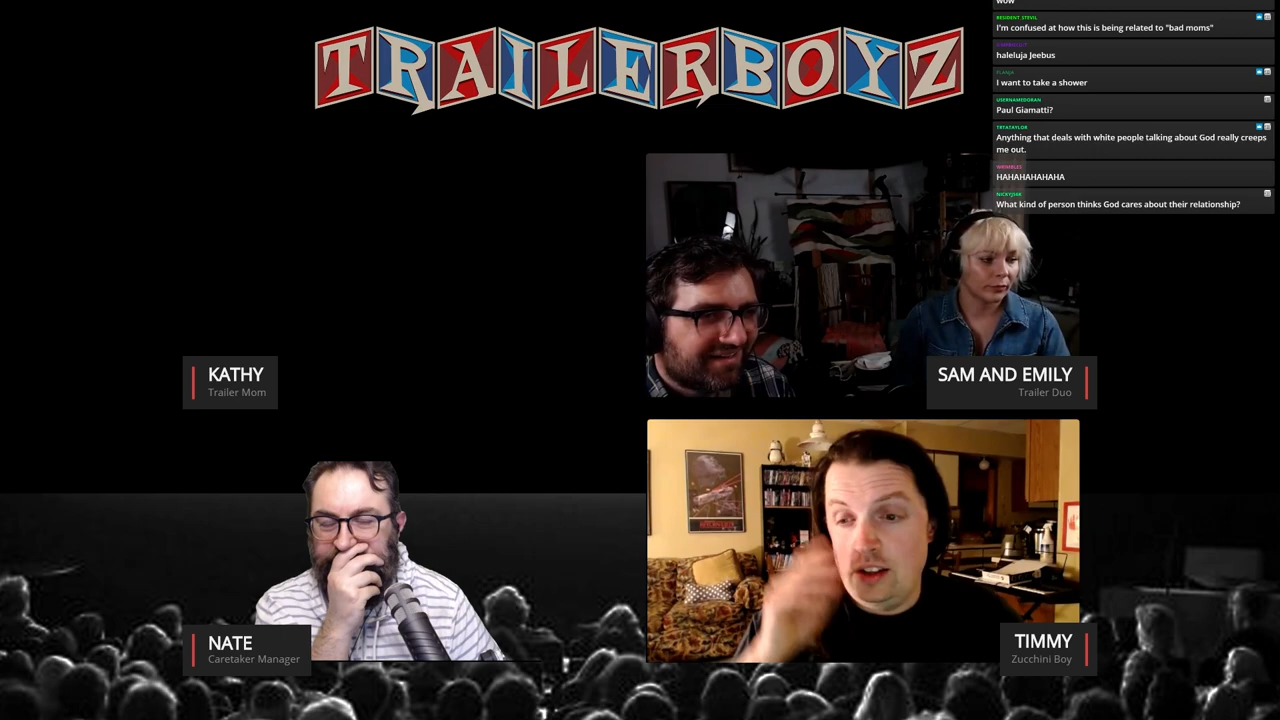 TRAILERBOYZ
wow
RESIDENT_STEVIL
I'm confused at how this is being related to "bad moms"
haleluja Jeebus
I want to take a shower
USERNAMEDORAN
Paul Giamatti?
TRYATAYLOR
Anything that deals with white people talking about God really creeps
me out.
HAHAHAHAHAHA
What kind of person thinks God cares about their relationship?
KATHY
Trailer Mom
SAM AND EMILY
Trailer Duo
NATE
Caretaker Manager
TIMMY
Zucchini Boy